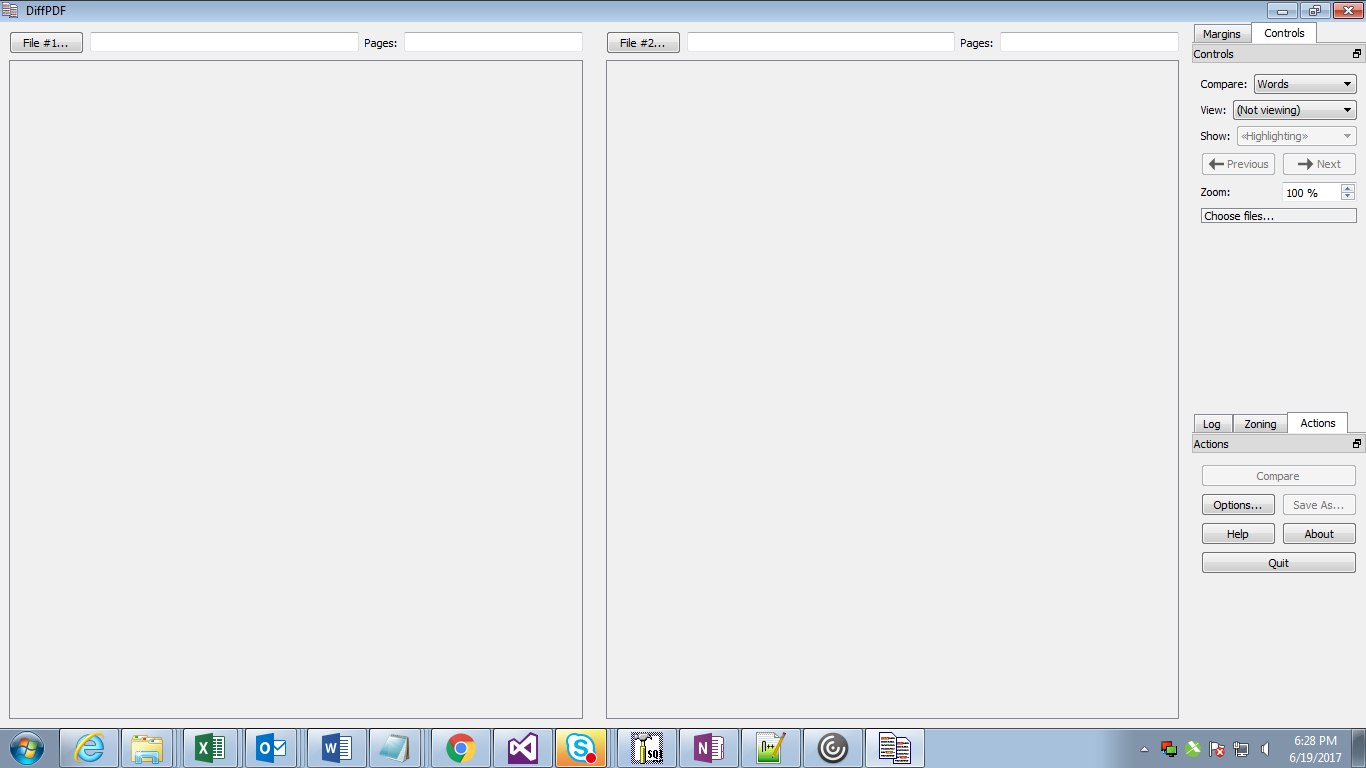 DiffPDF
File #1... Pages: File #2... Pages:
Margins Controls
Controls
Compare: Words
View: (Not viewing)
Show: «Highlighting»
Previous Next
Zoom: 100 %
Choose files...
Log Zoning Actions
Actions
Compare
Options... Save As...
Help About
Quit
6:28 PM
6/19/2017